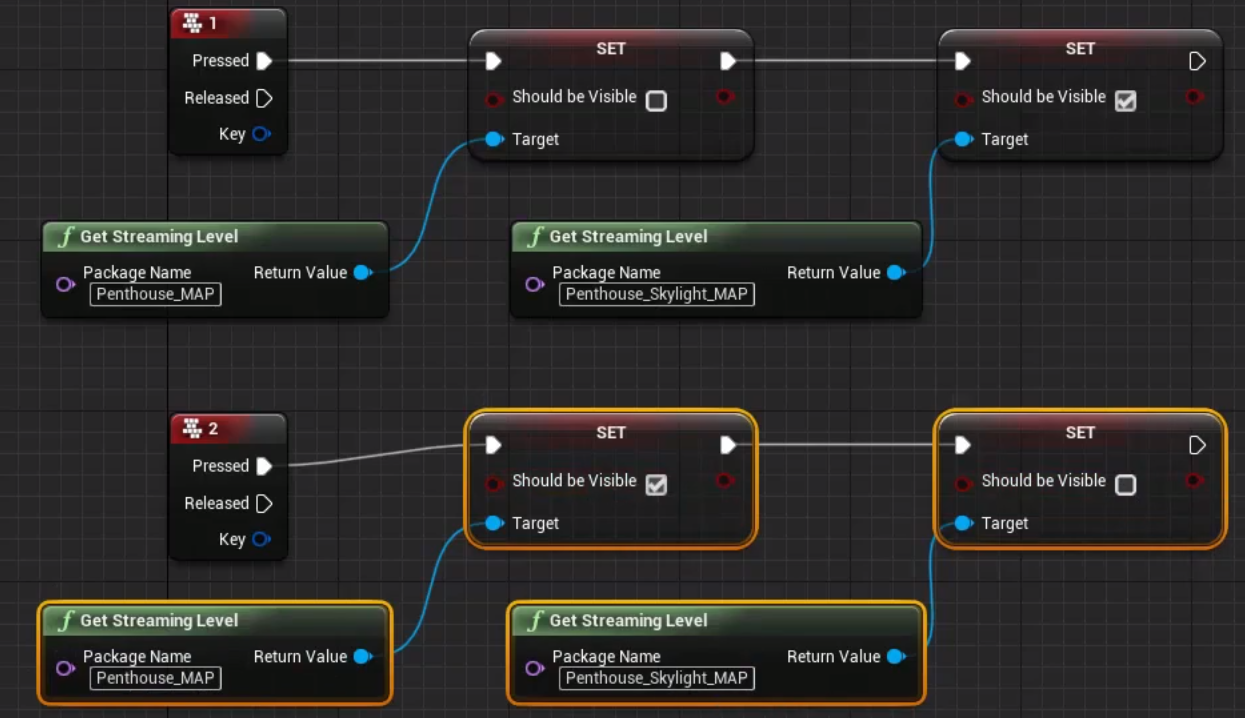 1
Pressed
Released
Key
SET
Should be Visible
Target
SET
Should be Visible
Target
f Get Streaming Level
Package Name Return Value
Penthouse_MAP
f Get Streaming Level
Package Name Return Value
Penthouse_Skylight_MAP
2
Pressed
Released
Key
SET
Should be Visible
Target
SET
Should be Visible
Target
f Get Streaming Level
Package Name Return Value
Penthouse_MAP
f Get Streaming Level
Package Name Return Value
Penthouse_Skylight_MAP